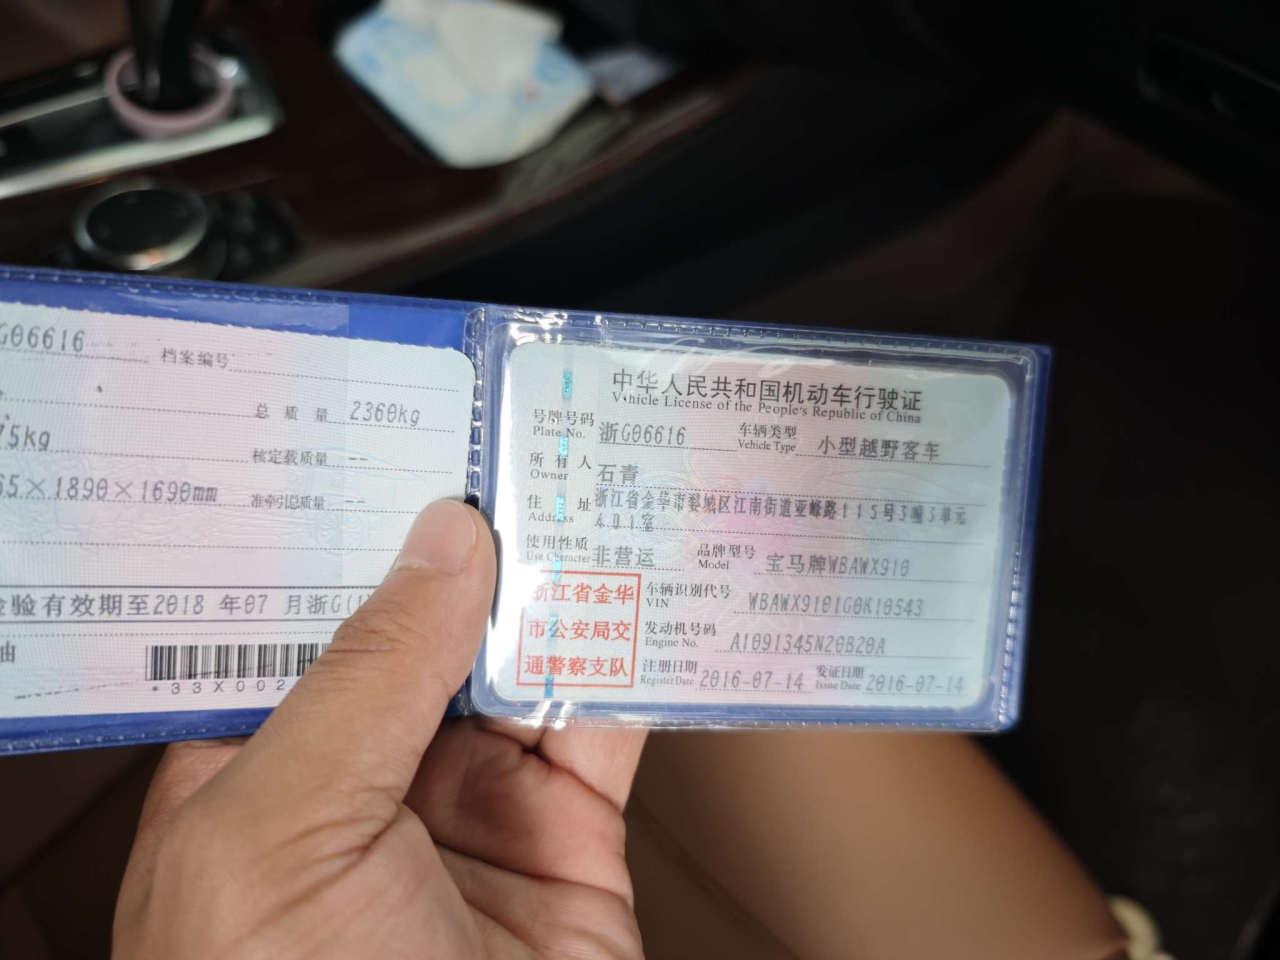 G06616
档案编号
总质量 2360kg
75kg
核定载质量 --
65×1890×1690mm 准牵引总质量 --
验有效期至2018 年07 月浙G(
油
*33X002
中华人民共和国机动车行驶证
Vehicle License of the People's Republic of China
号牌号码 浙G06616 车辆类型 小型越野客车
Plate No. Vehicle Type
所有人 石青
Owner
住址 浙江省金华市婺城区江南街道亚峰路115号3幢3单元
Address 401室
使用性质 非营运 品牌型号 宝马牌WBAWX910
Use Character Model
浙江省金华
市公安局交
通警察支队
车辆识别代号 WBAWX9101G0K10543
VIN
发动机号码 A1091345N20B20A
Engine No.
注册日期 2016-07-14 发证日期 2016-07-14
Register Date Issue Date